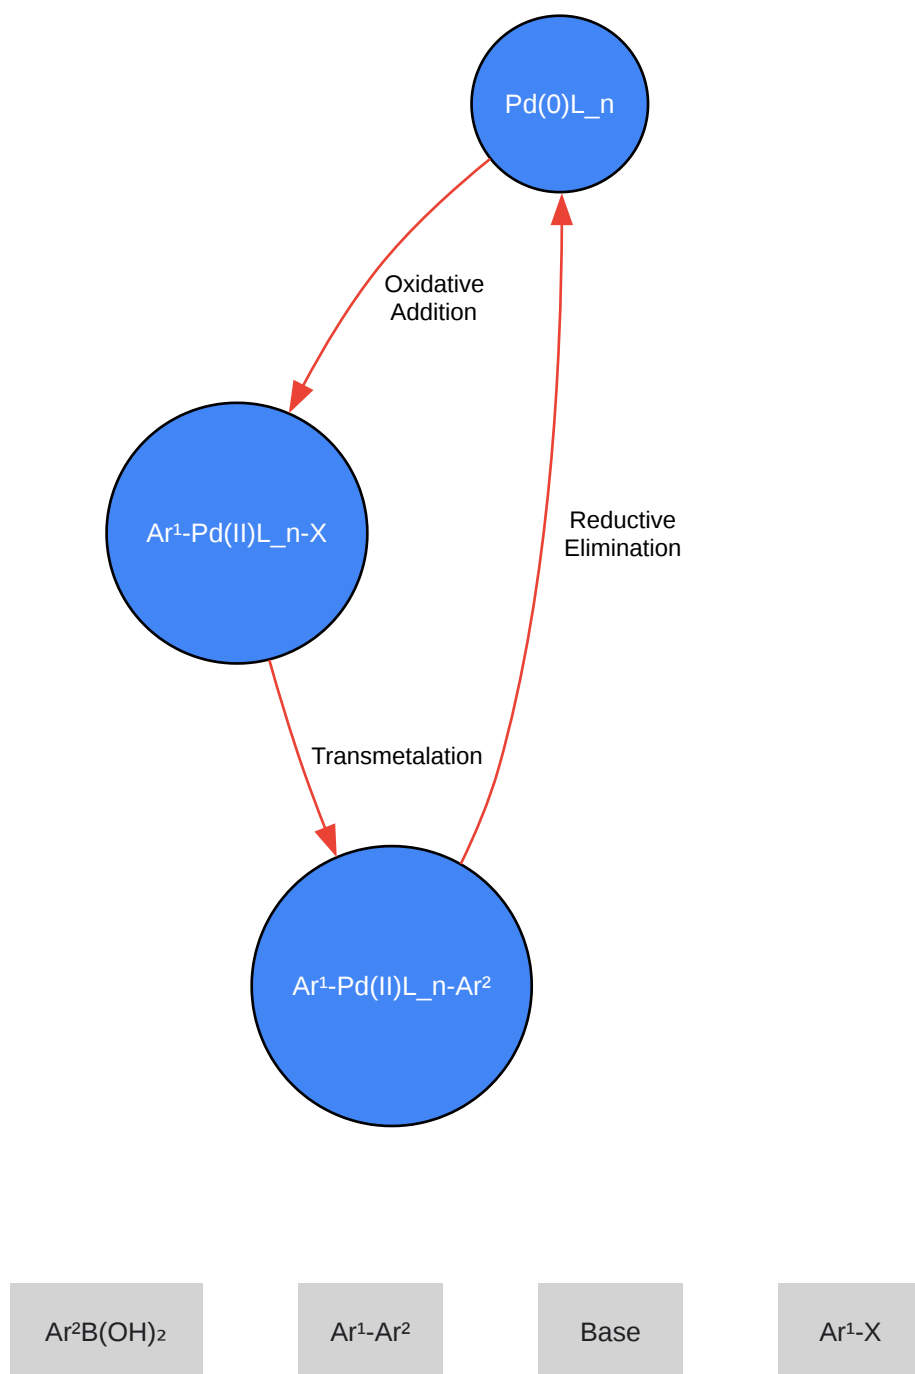 Pd(0)L_n
Oxidative
Addition
Ar¹-Pd(II)L_n-X
Reductive
Elimination
Transmetalation
Ar¹-Pd(II)L_n-Ar²
Ar²B(OH)₂
Ar¹-Ar²
Base
Ar¹-X